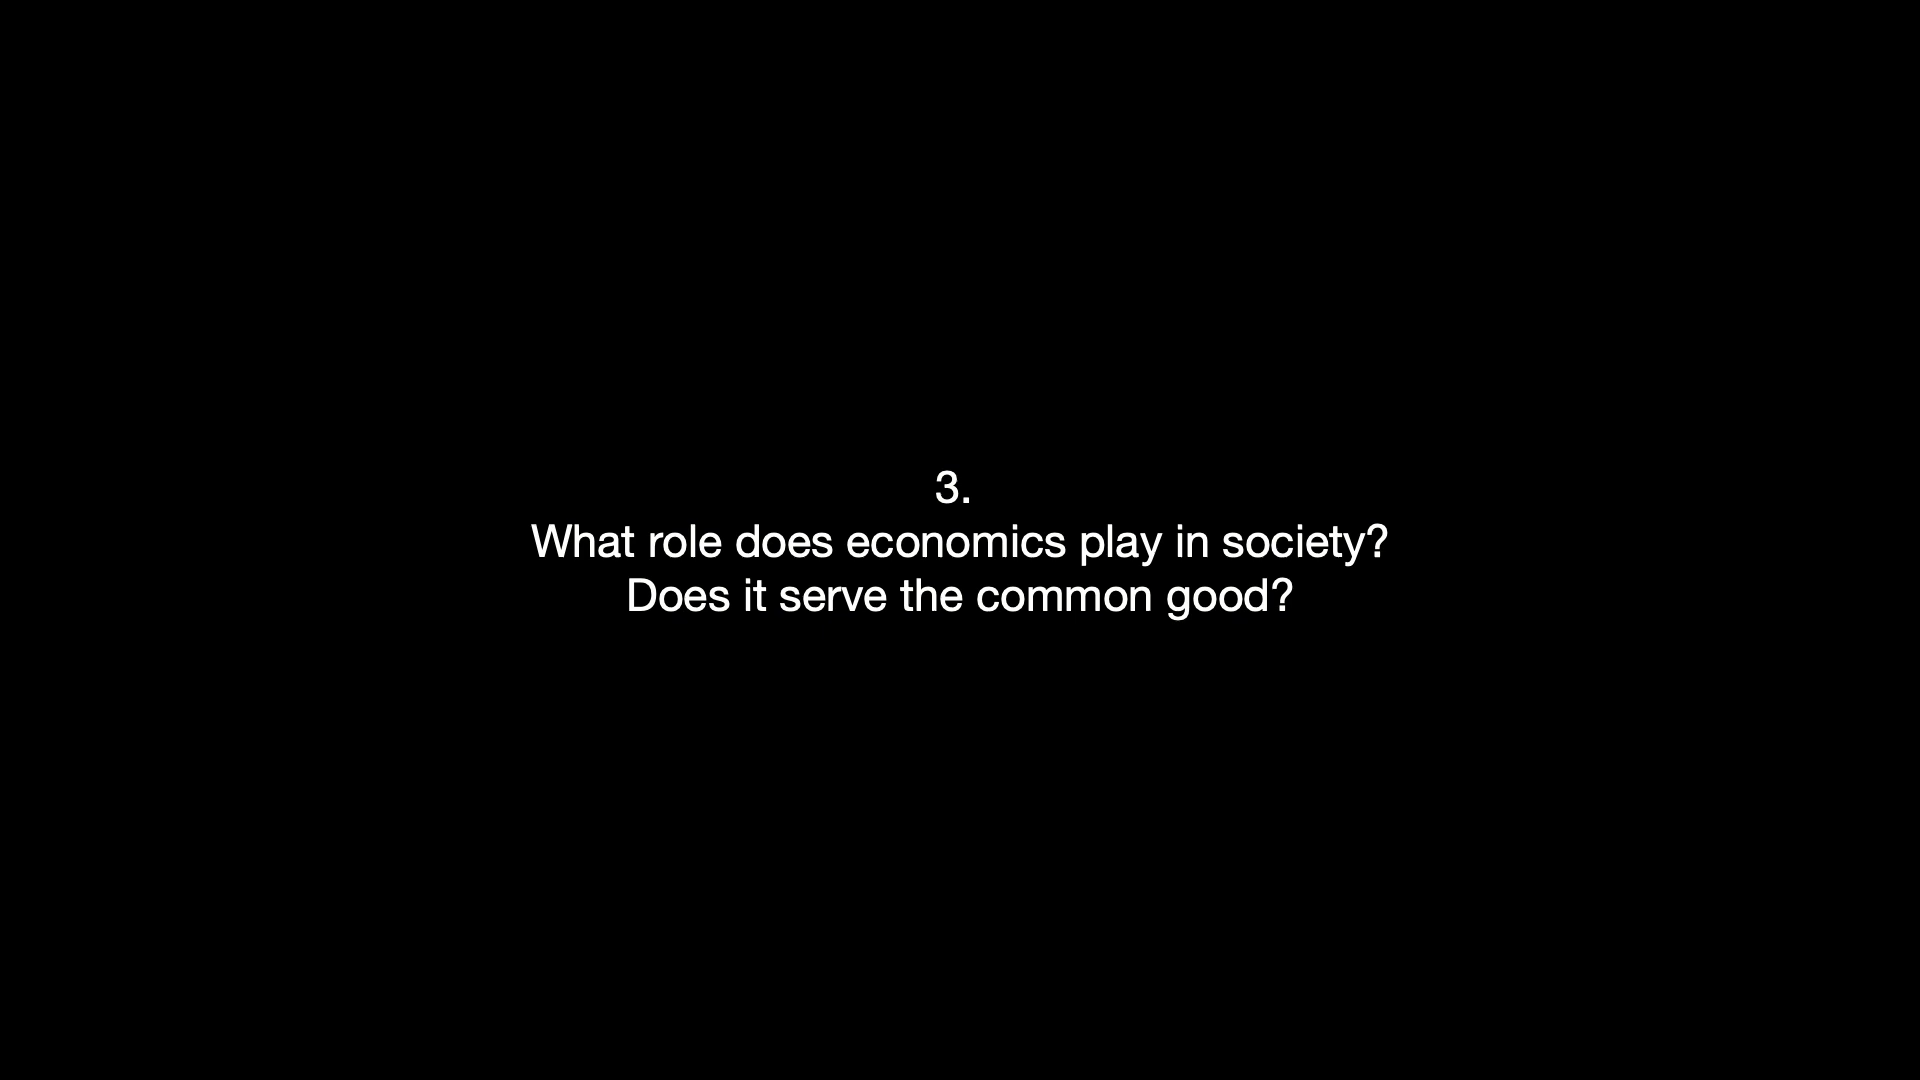 3.
What role does economics play in society?
Does it serve the common good?